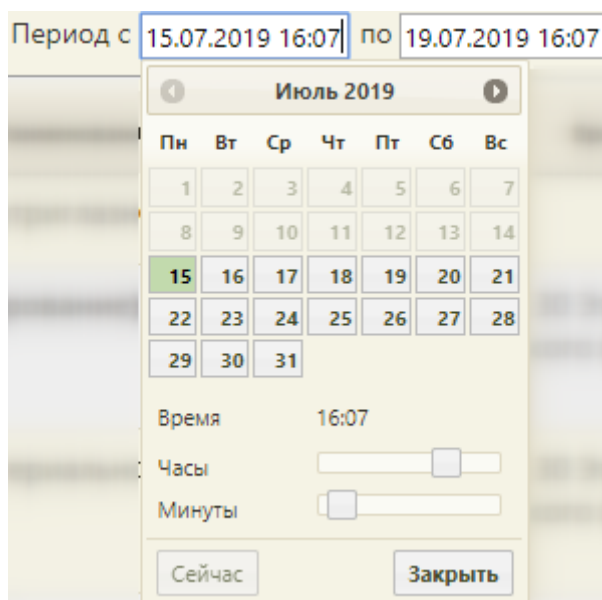 Период с 15.07.2019 16:07 по 19.07.2019 16:07
Июль 2019
Пн Вт Ср Чт Пт Сб Вс
1 2 3 4 5 6 7
8 9 10 11 12 13 14
15 16 17 18 19 20 21
22 23 24 25 26 27 28
29 30 31
Время 16:07
Часы
Минуты
Сейчас Закрыть